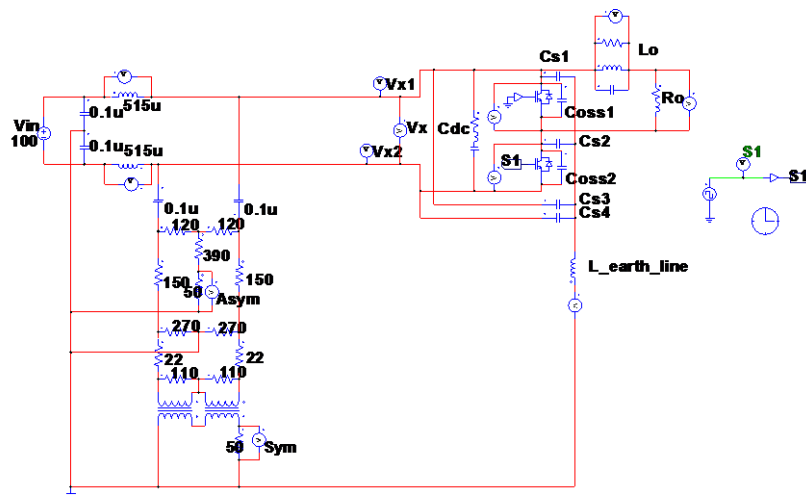 Cs1
Lo
Vx1
Vin
100
0.1u
515u
0.1u
515u
Vx
Vx2
Cdc
Coss1
Ro
Cs2
S1
Coss2
S1
S1
Cs3
Cs4
0.1u
0.1u
120
120
390
150
150
50
Asym
L_earth_line
270
270
22
22
110
110
50
Sym